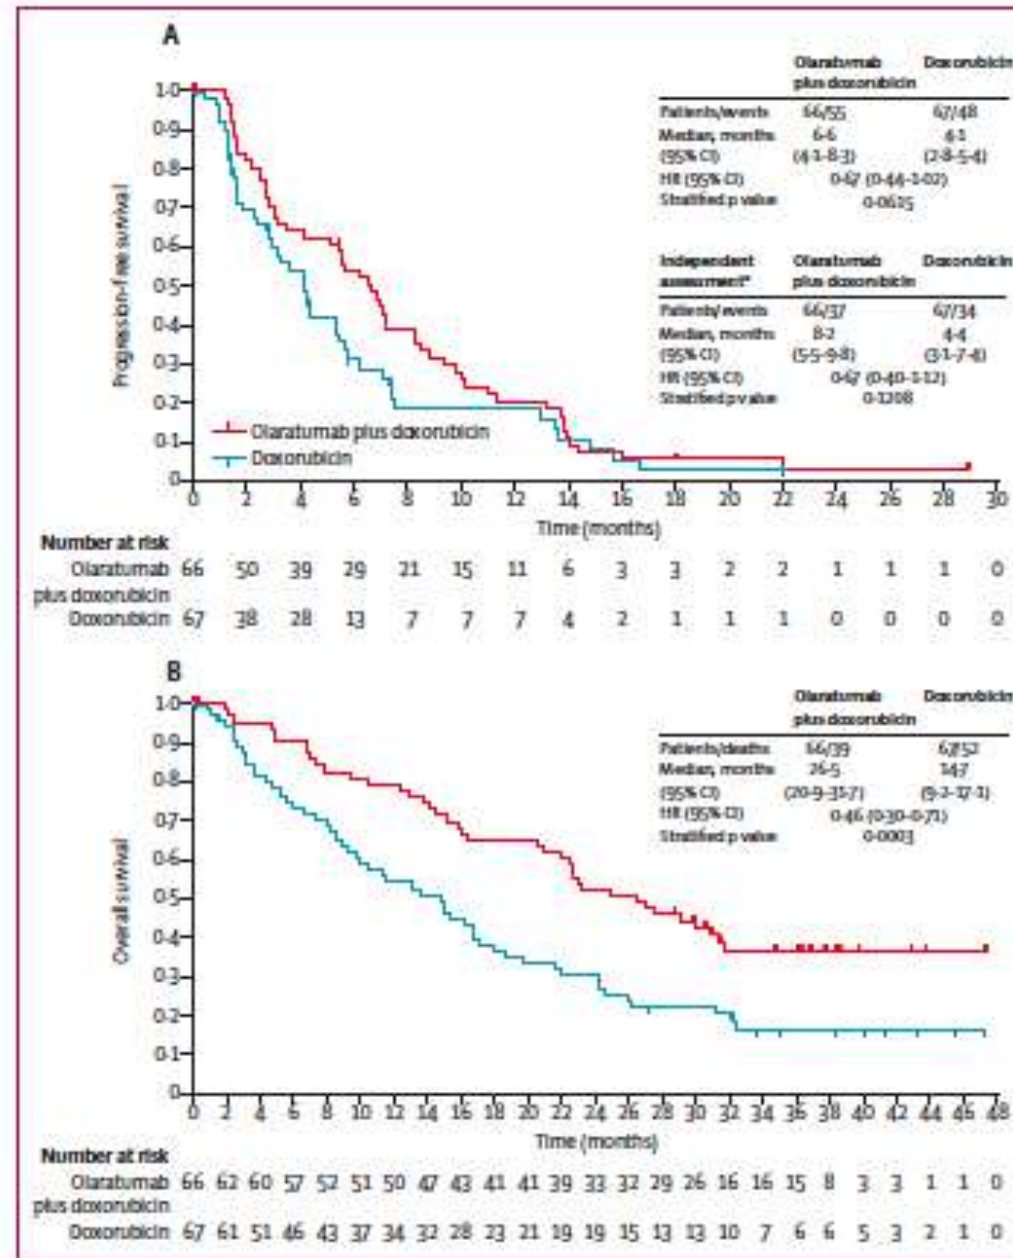 A
Olaratumab plus doxorubicin Doxorubicin
Patients/events 66/55 67/48
Median, months 6·6 4·1
(95% CI) (4·1–8·3) (2·8–5·4)
HR (95% CI) 0·67 (0·44–1·02)
Stratified p value 0·0615
Independent assessment* Olaratumab plus doxorubicin Doxorubicin
Patients/events 66/37 67/34
Median, months 8·2 4·4
(95% CI) (5·5–9·8) (3·1–7·4)
HR (95% CI) 0·67 (0·40–1·12)
Stratified p value 0·1208
Progression-free survival
1·0
0·9
0·8
0·7
0·6
0·5
0·4
0·3
0·2
0·1
0
Olaratumab plus doxorubicin
Doxorubicin
0 2 4 6 8 10 12 14 16 18 20 22 24 26 28 30
Time (months)
Number at risk
Olaratumab 66 50 39 29 21 15 11 6 3 3 2 2 1 1 1 0
plus doxorubicin
Doxorubicin 67 38 28 13 7 7 7 4 2 1 1 1 0 0 0 0
B
Olaratumab plus doxorubicin Doxorubicin
Patients/deaths 66/39 67/52
Median, months 26·5 14·7
(95% CI) (20·9–31·7) (9·2–17·1)
HR (95% CI) 0·46 (0·30–0·71)
Stratified p value 0·0003
Overall survival
1·0
0·9
0·8
0·7
0·6
0·5
0·4
0·3
0·2
0·1
0
0 2 4 6 8 10 12 14 16 18 20 22 24 26 28 30 32 34 36 38 40 42 44 46 48
Time (months)
Number at risk
Olaratumab 66 62 60 57 52 51 50 47 43 41 41 39 33 32 29 26 16 16 15 8 3 3 1 1 0
plus doxorubicin
Doxorubicin 67 61 51 46 43 37 34 32 28 23 21 19 19 15 13 13 10 7 6 6 5 3 2 1 0